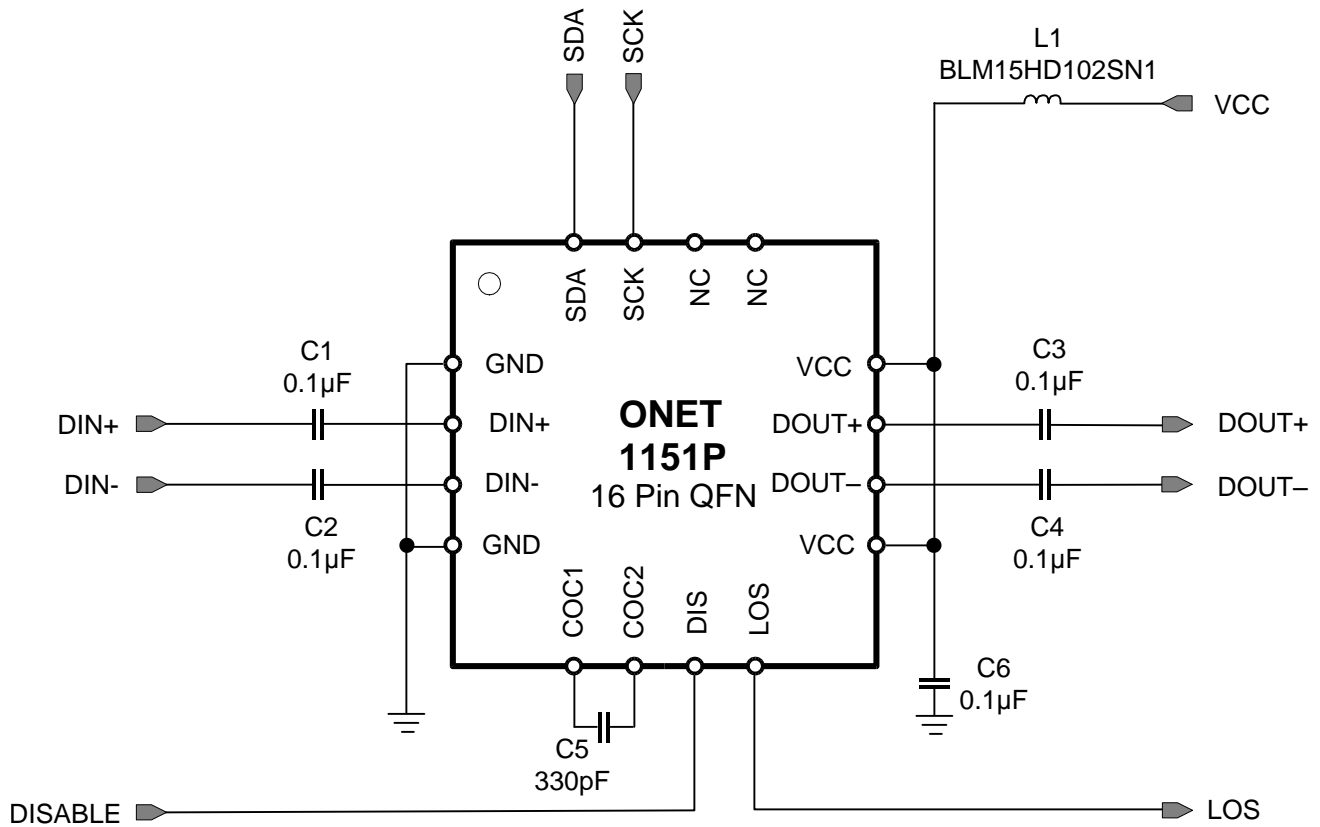 SDA
SCK
L1
BLM15HD102SN1
VCC
SDA
SCK
NC
NC
C1
0.1µF
GND
VCC
C3
0.1µF
DIN+
DIN+
ONET
1151P
16 Pin QFN
DOUT+
DOUT+
DIN-
DIN-
DOUT–
DOUT–
C2
0.1µF
GND
VCC
C4
0.1µF
COC1
COC2
DIS
LOS
C6
0.1µF
C5
330pF
DISABLE
LOS